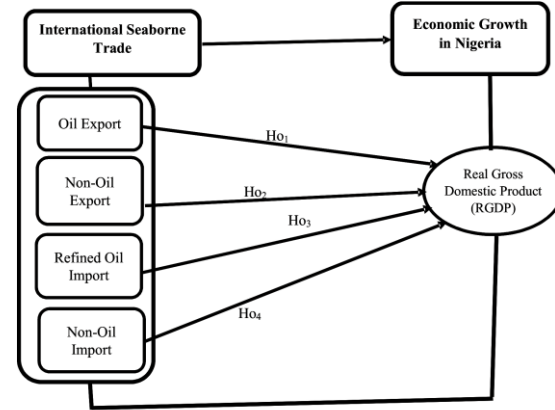 International Seaborne
Trade
Economic Growth
in Nigeria
Oil Export
Ho1
Non-Oil
Export
Ho2
Real Gross
Domestic Product
(RGDP)
Refined Oil
Import
Ho3
Non-Oil
Import
Ho4